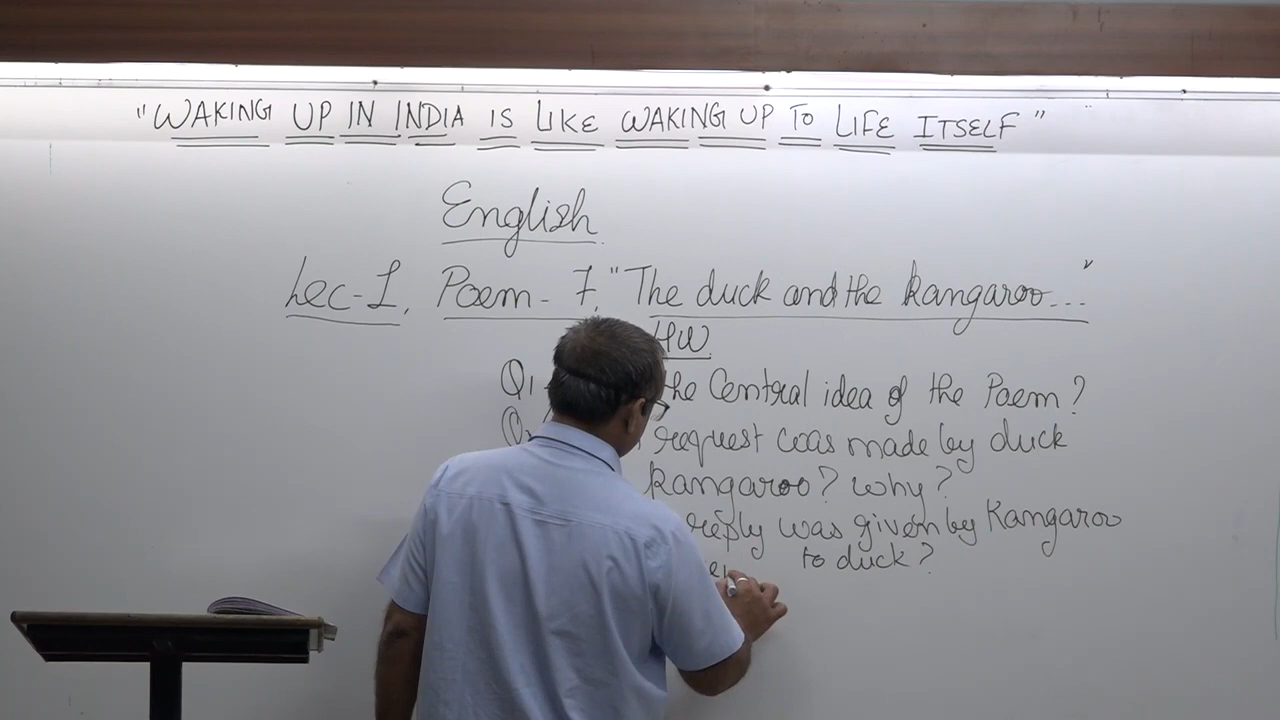 "WAKING UP IN INDIA IS LIKE WAKING UP TO LIFE ITSELF"
English
Lec-1, Poem - 7, "The duck and the kangaroo..."
HW
Q1 the Central idea of the Poem?
request was made by duck
kangaroo? why?
reply was given by Kangaroo
to duck?